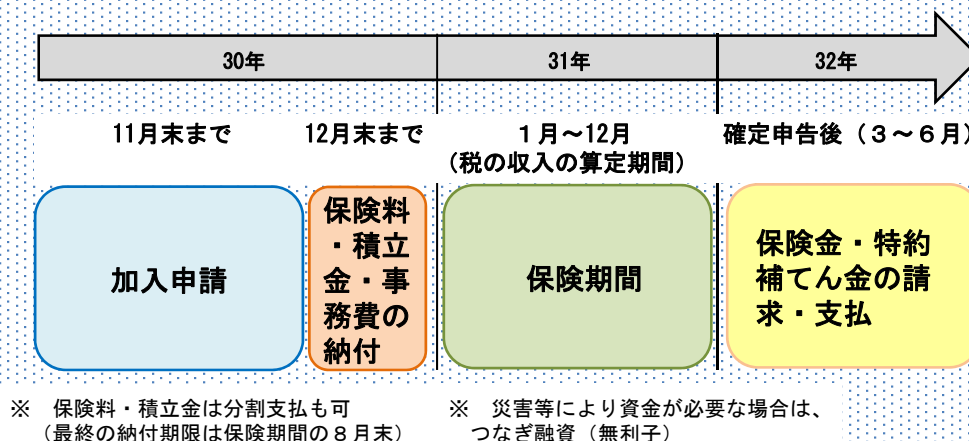 30年 31年 32年
11月末まで 12月末まで １月～12月 確定申告後（３～６月）
（税の収入の算定期間）
加入申請
保険料
・積立
金・事
務費の
納付
保険期間
保険金・特約
補てん金の請
求・支払
※　保険料・積立金は分割支払も可
（最終の納付期限は保険期間の８月末）
※　災害等により資金が必要な場合は、
つなぎ融資（無利子）